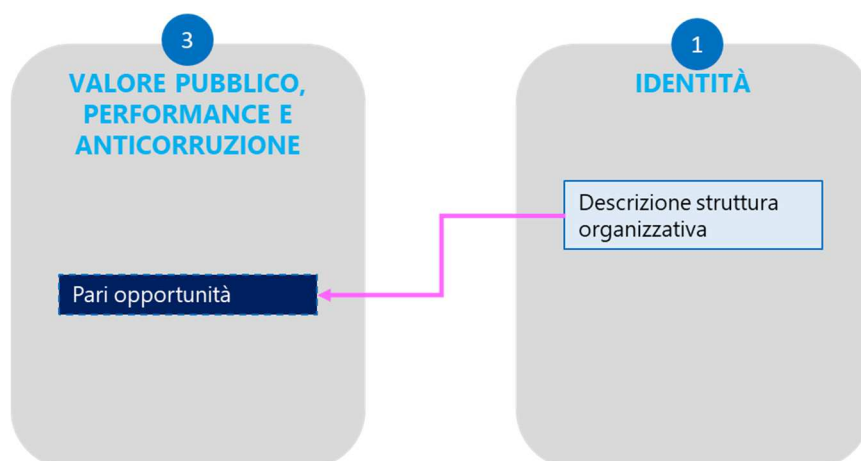 3
VALORE PUBBLICO,
PERFORMANCE E
ANTICORRUZIONE
Pari opportunità
1
IDENTITÀ
Descrizione struttura
organizzativa